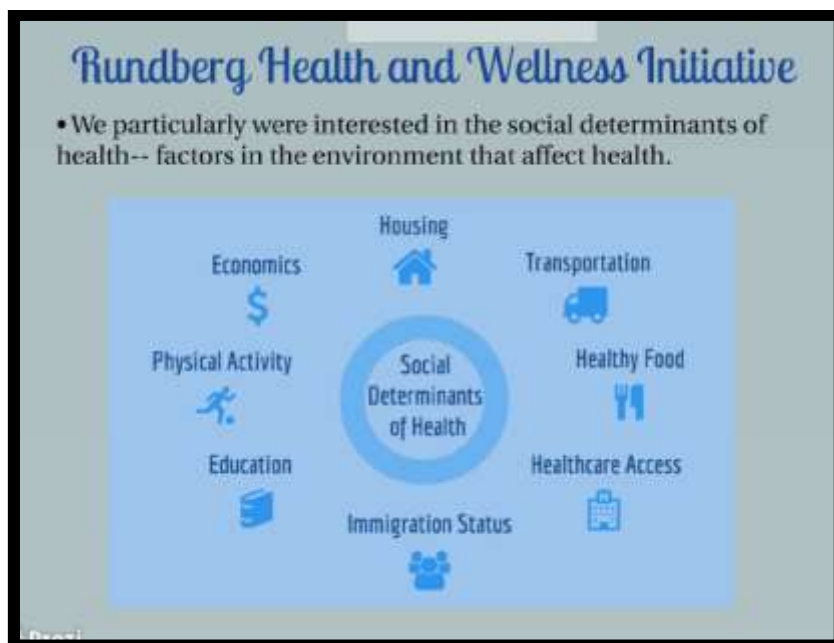 Rundberg Health and Wellness Initiative
• We particularly were interested in the social determinants of
health-- factors in the environment that affect health.
Housing
Economics
Transportation
Physical Activity
Social
Determinants
of Health
Healthy Food
Education
Healthcare Access
Immigration Status
Prezi